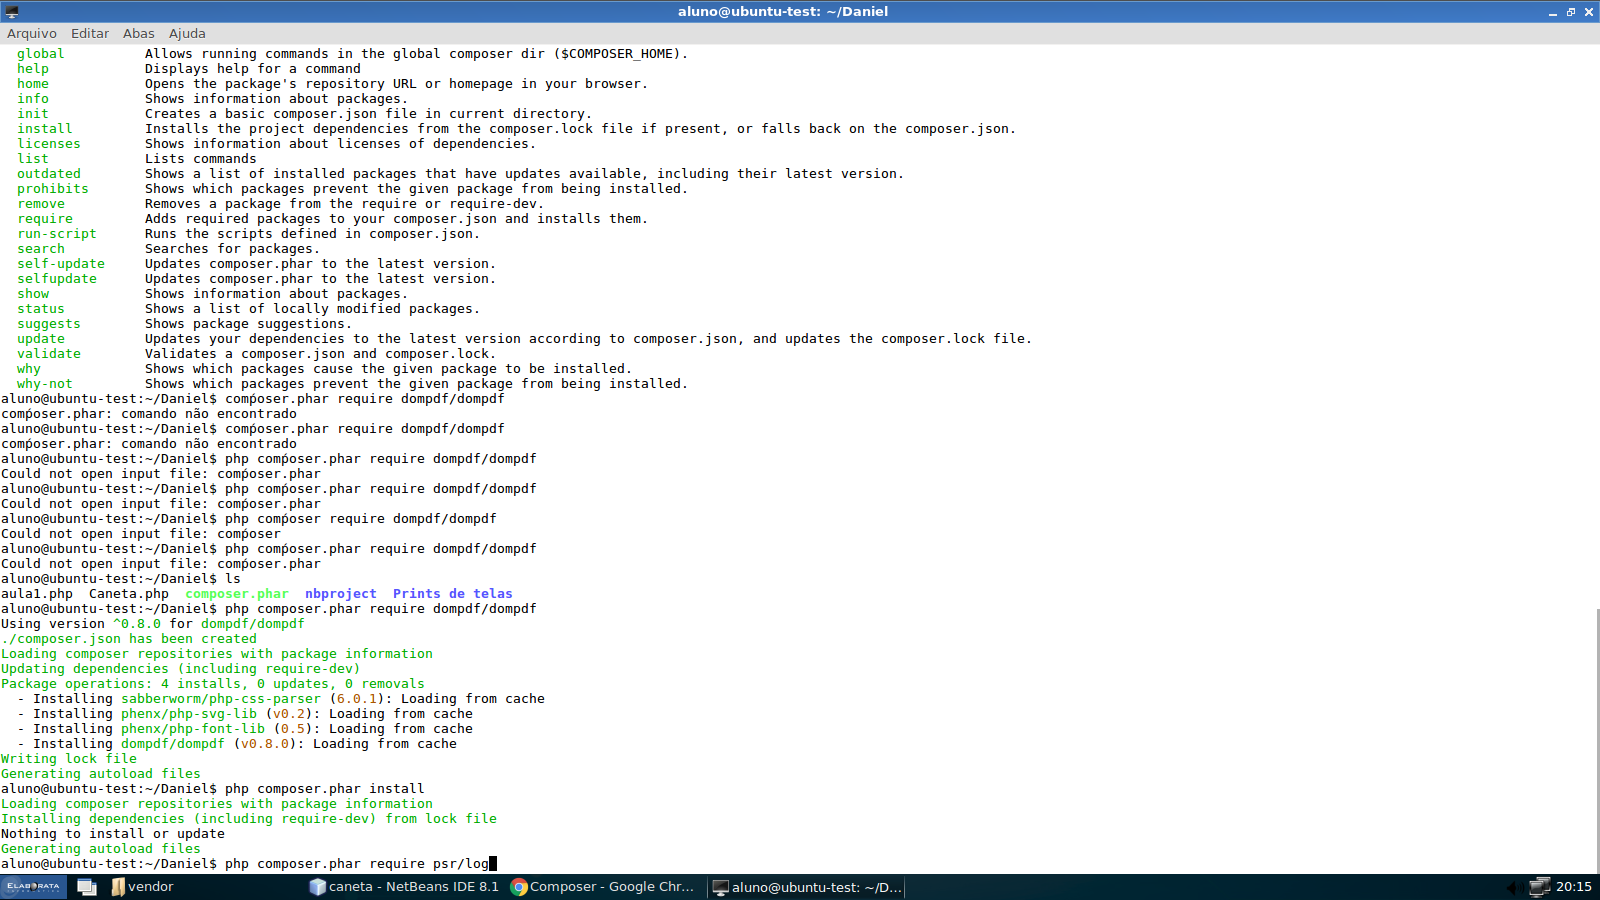 aluno@ubuntu-test: ~/Daniel
Arquivo Editar Abas Ajuda
global Allows running commands in the global composer dir ($COMPOSER_HOME).
help Displays help for a command
home Opens the package's repository URL or homepage in your browser.
info Shows information about packages.
init Creates a basic composer.json file in current directory.
install Installs the project dependencies from the composer.lock file if present, or falls back on the composer.json.
licenses Shows information about licenses of dependencies.
list Lists commands
outdated Shows a list of installed packages that have updates available, including their latest version.
prohibits Shows which packages prevent the given package from being installed.
remove Removes a package from the require or require-dev.
require Adds required packages to your composer.json and installs them.
run-script Runs the scripts defined in composer.json.
search Searches for packages.
self-update Updates composer.phar to the latest version.
selfupdate Updates composer.phar to the latest version.
show Shows information about packages.
status Shows a list of locally modified packages.
suggests Shows package suggestions.
update Updates your dependencies to the latest version according to composer.json, and updates the composer.lock file.
validate Validates a composer.json and composer.lock.
why Shows which packages cause the given package to be installed.
why-not Shows which packages prevent the given package from being installed.
aluno@ubuntu-test:~/Daniel$ comṕoser.phar require dompdf/dompdf
comṕoser.phar: comando não encontrado
aluno@ubuntu-test:~/Daniel$ comṕoser.phar require dompdf/dompdf
comṕoser.phar: comando não encontrado
aluno@ubuntu-test:~/Daniel$ php comṕoser.phar require dompdf/dompdf
Could not open input file: comṕoser.phar
aluno@ubuntu-test:~/Daniel$ php comṕoser.phar require dompdf/dompdf
Could not open input file: comṕoser.phar
aluno@ubuntu-test:~/Daniel$ php comṕoser require dompdf/dompdf
Could not open input file: comṕoser
aluno@ubuntu-test:~/Daniel$ php comṕoser.phar require dompdf/dompdf
Could not open input file: comṕoser.phar
aluno@ubuntu-test:~/Daniel$ ls
aula1.php Caneta.php composer.phar nbproject Prints de telas
aluno@ubuntu-test:~/Daniel$ php composer.phar require dompdf/dompdf
Using version ^0.8.0 for dompdf/dompdf
./composer.json has been created
Loading composer repositories with package information
Updating dependencies (including require-dev)
Package operations: 4 installs, 0 updates, 0 removals
- Installing sabberworm/php-css-parser (6.0.1): Loading from cache
- Installing phenx/php-svg-lib (v0.2): Loading from cache
- Installing phenx/php-font-lib (0.5): Loading from cache
- Installing dompdf/dompdf (v0.8.0): Loading from cache
Writing lock file
Generating autoload files
aluno@ubuntu-test:~/Daniel$ php composer.phar install
Loading composer repositories with package information
Installing dependencies (including require-dev) from lock file
Nothing to install or update
Generating autoload files
aluno@ubuntu-test:~/Daniel$ php composer.phar require psr/log
ELABORATA vendor caneta - NetBeans IDE 8.1 Composer - Google Chr... aluno@ubuntu-test: ~/D... 20:15